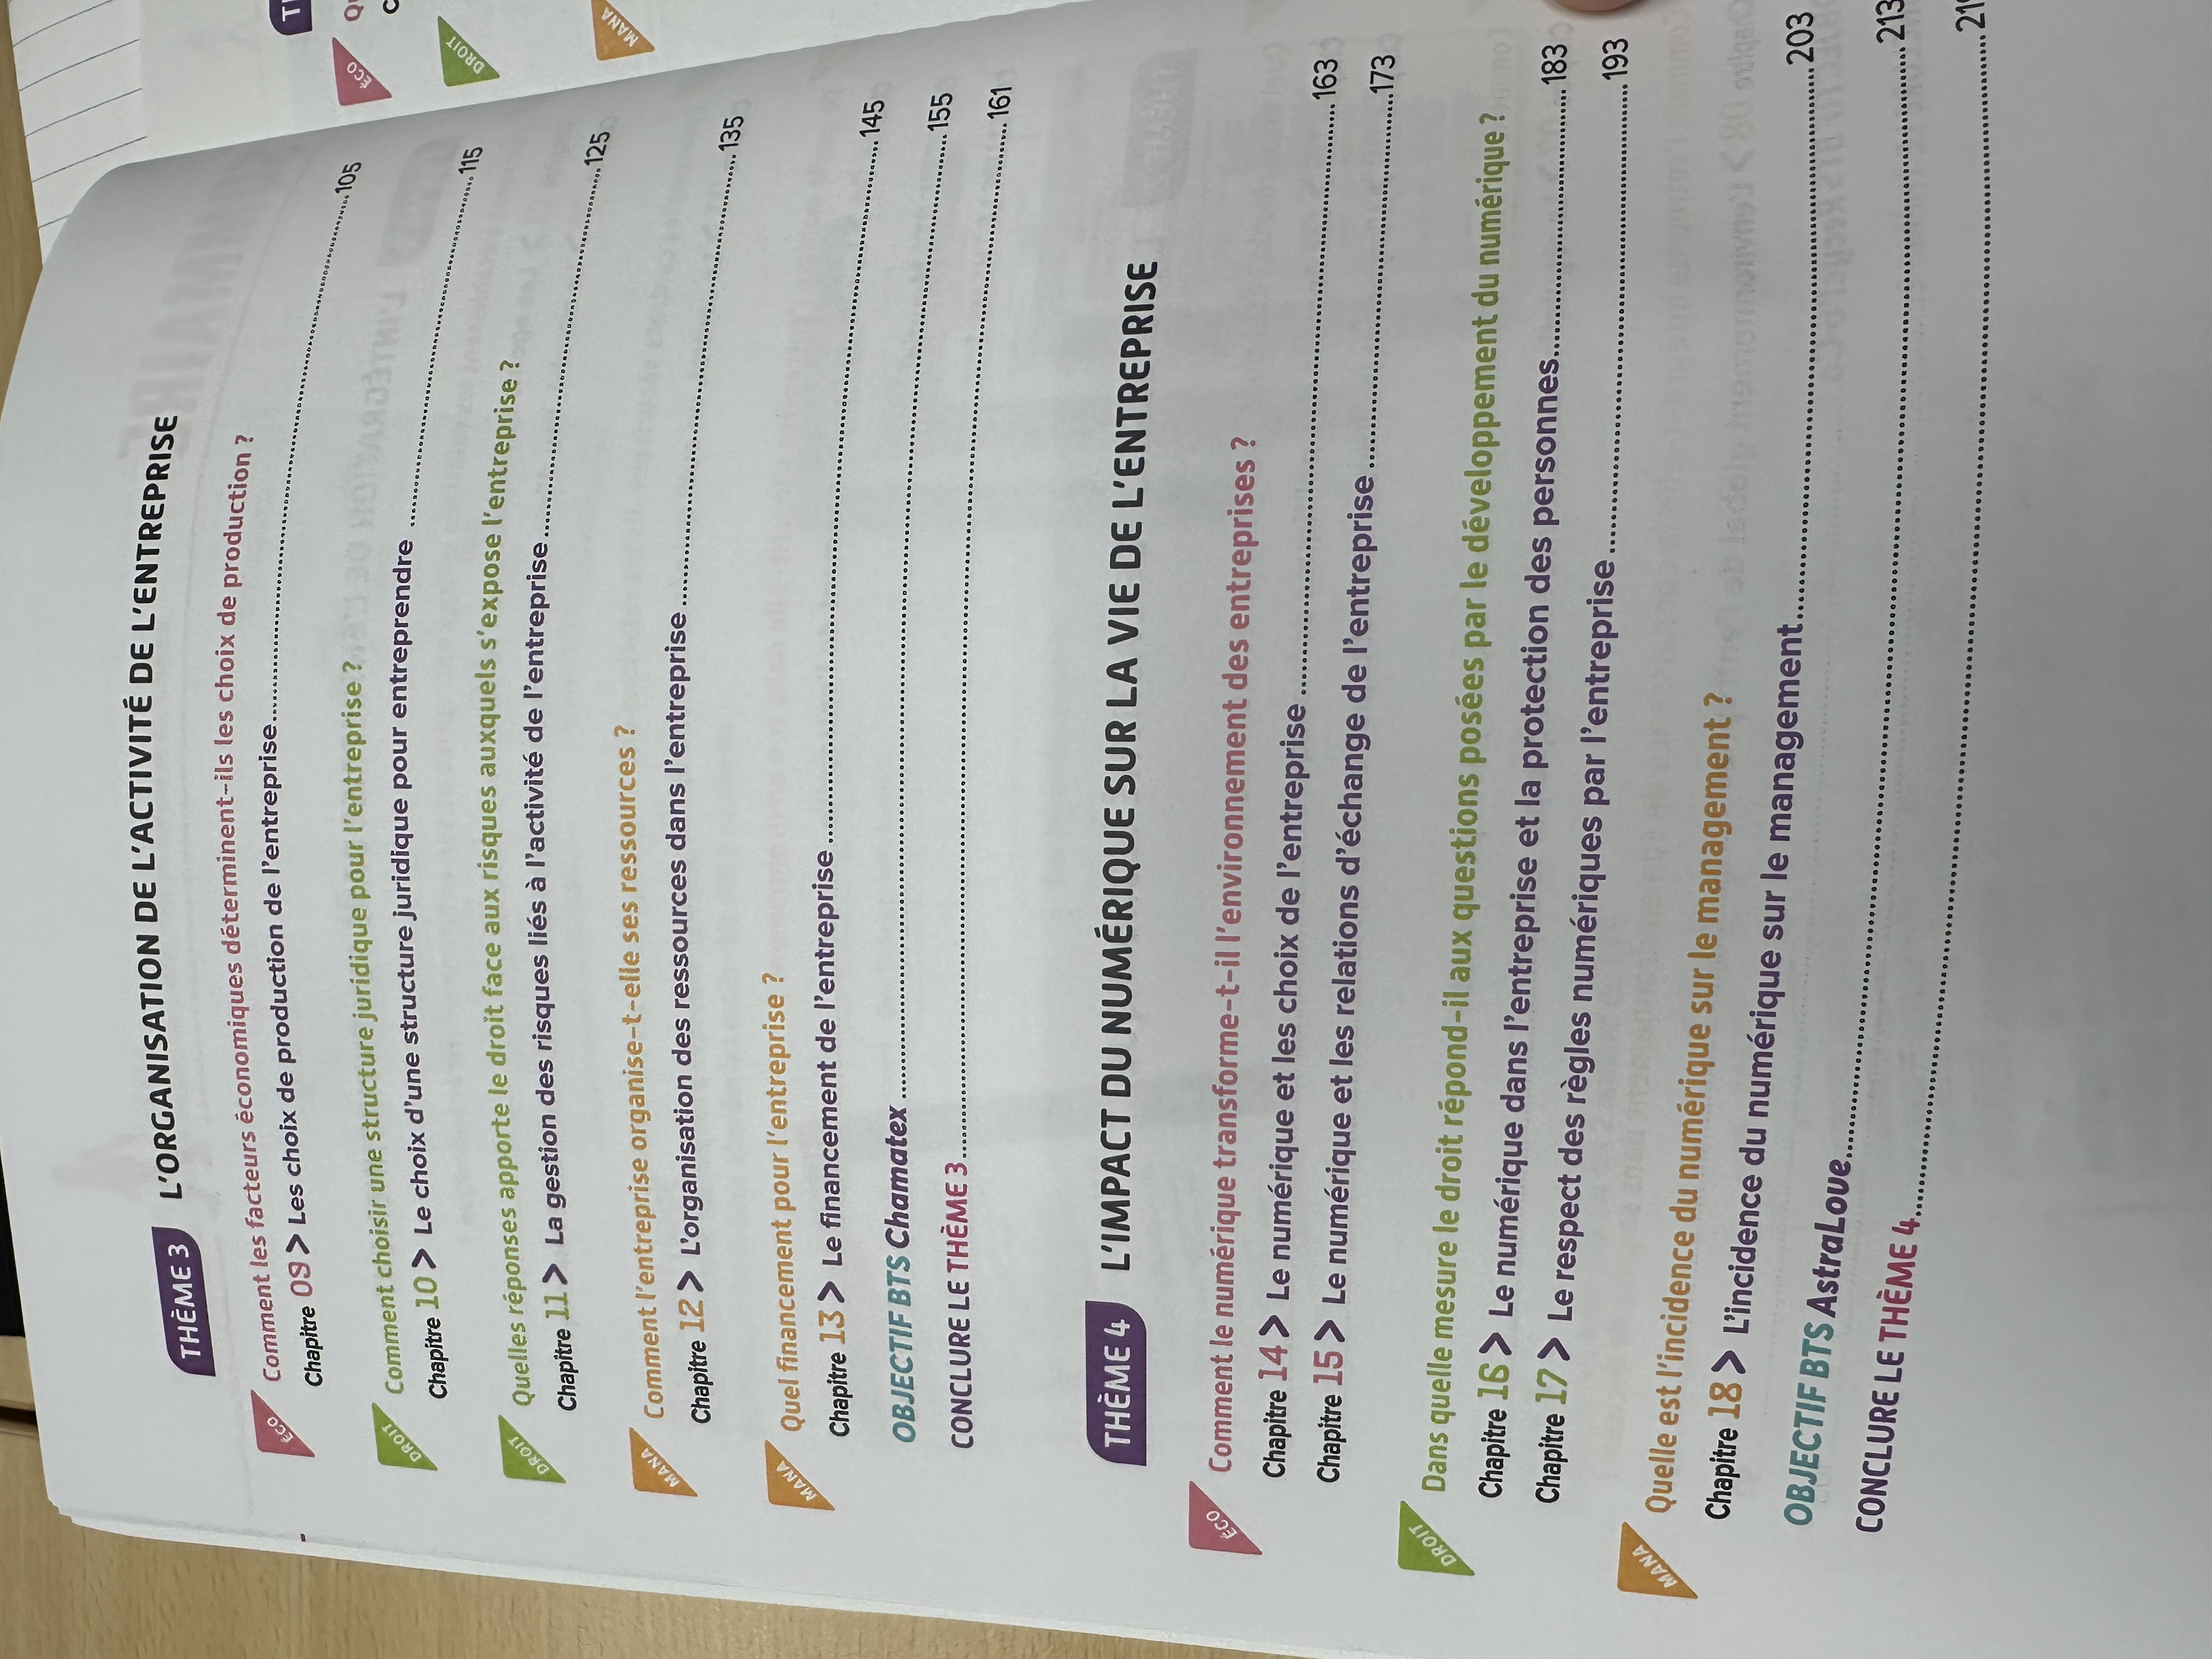 THÈME 3 L'ORGANISATION DE L'ACTIVITÉ DE L'ENTREPRISE
ÉCO Comment les facteurs économiques déterminent-ils les choix de production ?
Chapitre 09 > Les choix de production de l'entreprise 105
DROIT Comment choisir une structure juridique pour l'entreprise ?
Chapitre 10 > Le choix d'une structure juridique pour entreprendre 115
DROIT Quelles réponses apporte le droit face aux risques auxquels s'expose l'entreprise ?
Chapitre 11 > La gestion des risques liés à l'activité de l'entreprise 125
MANA Comment l'entreprise organise-t-elle ses ressources ?
Chapitre 12 > L'organisation des ressources dans l'entreprise 135
MANA Quel financement pour l'entreprise ?
Chapitre 13 > Le financement de l'entreprise 145
OBJECTIF BTS Chamatex 155
CONCLURE LE THÈME 3 161
THÈME 4 L'IMPACT DU NUMÉRIQUE SUR LA VIE DE L'ENTREPRISE
ÉCO Comment le numérique transforme-t-il l'environnement des entreprises ?
Chapitre 14 > Le numérique et les choix de l'entreprise 163
Chapitre 15 > Le numérique et les relations d'échange de l'entreprise 173
DROIT Dans quelle mesure le droit répond-il aux questions posées par le développement du numérique ?
Chapitre 16 > Le numérique dans l'entreprise et la protection des personnes 183
Chapitre 17 > Le respect des règles numériques par l'entreprise 193
MANA Quelle est l'incidence du numérique sur le management ?
Chapitre 18 > L'incidence du numérique sur le management 203
OBJECTIF BTS AstraLove 213
CONCLURE LE THÈME 4
ÉCO
DROIT
MANA